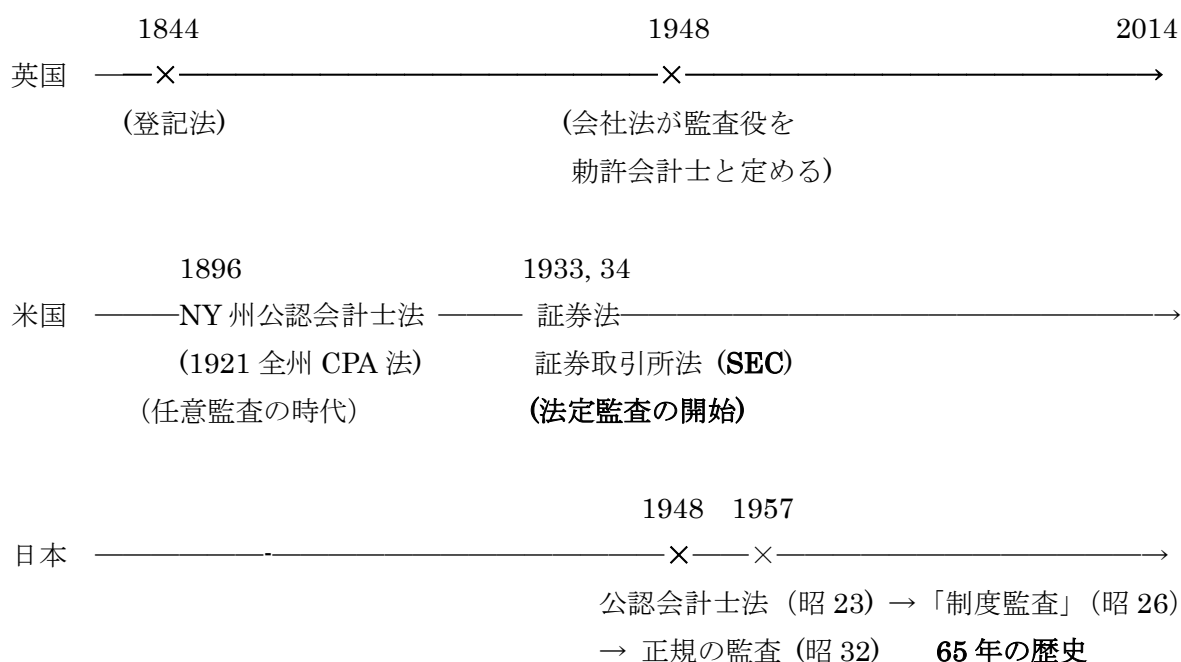 1844 1948 2014
英国 ――×――――――――――――――――×――――――――――――――――→
(登記法) (会社法が監査役を
勅許会計士と定める)
1896 1933, 34
米国 ―――NY 州公認会計士法 ――― 証券法――――――――――――――――――→
(1921 全州 CPA 法) 証券取引所法 (SEC)
（任意監査の時代） (法定監査の開始)
1948 1957
日本 ――――――-――――――――――――――×――×――――――――――――――→
公認会計士法（昭 23) →「制度監査」（昭 26）
→ 正規の監査 (昭 32) 65 年の歴史